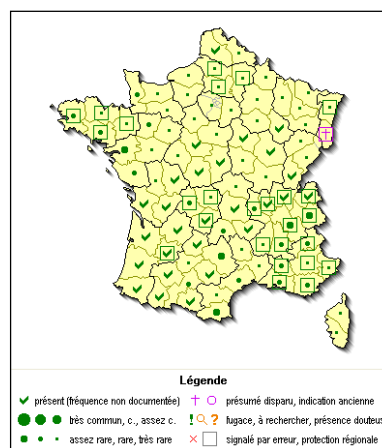 Légende
présent (fréquence non documentée)
présumé disparu, indication ancienne
très commun, c., assez c.
fugace, à rechercher, présence douteu
assez rare, rare, très rare
signalé par erreur, protection régionale